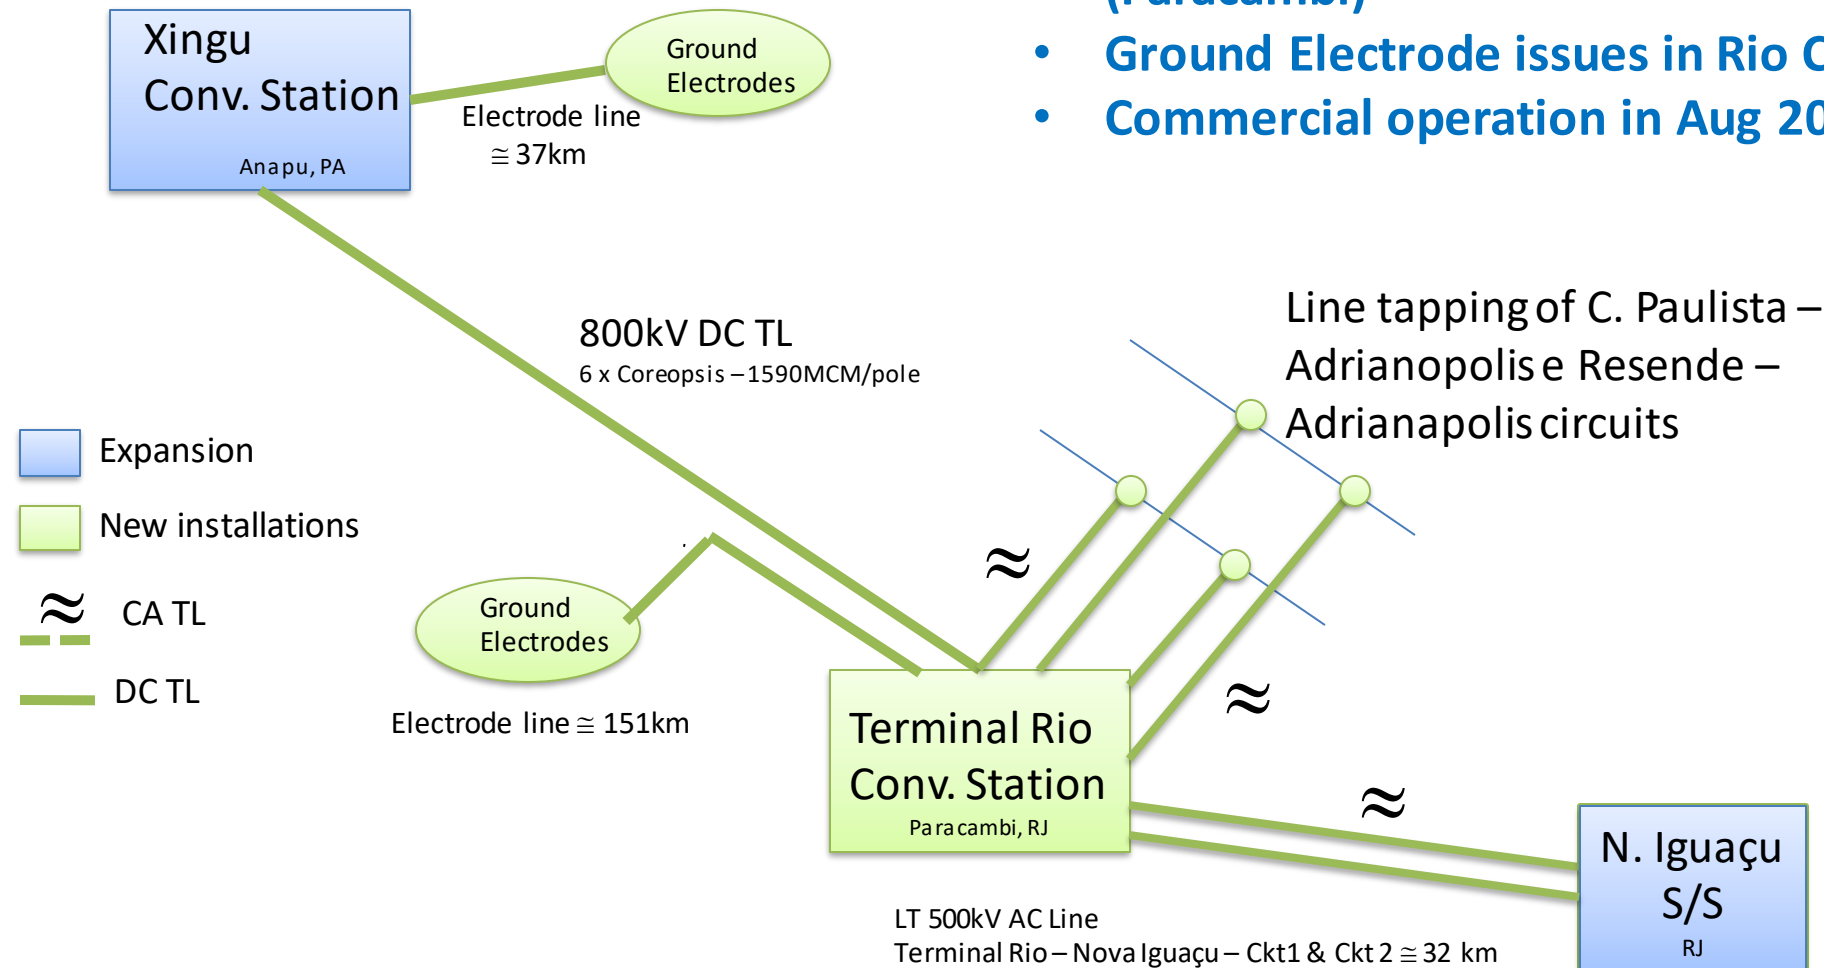 (Paracambi)
• Ground Electrode issues in Rio
• Commercial operation in Aug
Xingu
Conv. Station
Anapu, PA
Ground
Electrodes
Electrode line
≅ 37km
800kV DC TL
6 x Coreopsis – 1590MCM/pole
Line tapping of C. Paulista –
Adrianopolis e Resende –
Adrianapolis circuits
Expansion
New installations
≈ CA TL
DC TL
Ground
Electrodes
Electrode line ≅ 151km
≈
≈
≈
Terminal Rio
Conv. Station
Paracambi, RJ
N. Iguaçu
S/S
RJ
LT 500kV AC Line
Terminal Rio – Nova Iguaçu – Ckt1 & Ckt 2 ≅ 32 km